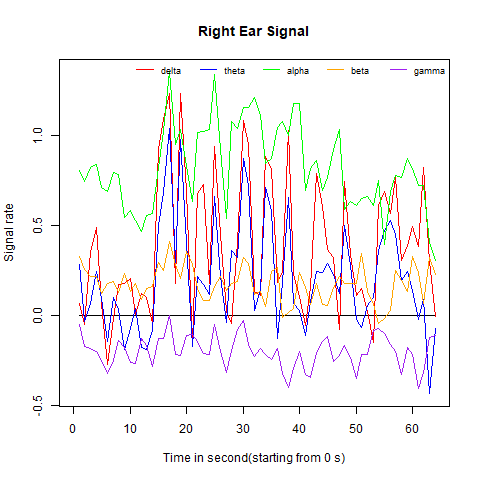 Right Ear Signal
delta theta alpha beta gamma
Signal rate
1.0
0.5
0.0
-0.5
0 10 20 30 40 50 60
Time in second(starting from 0 s)